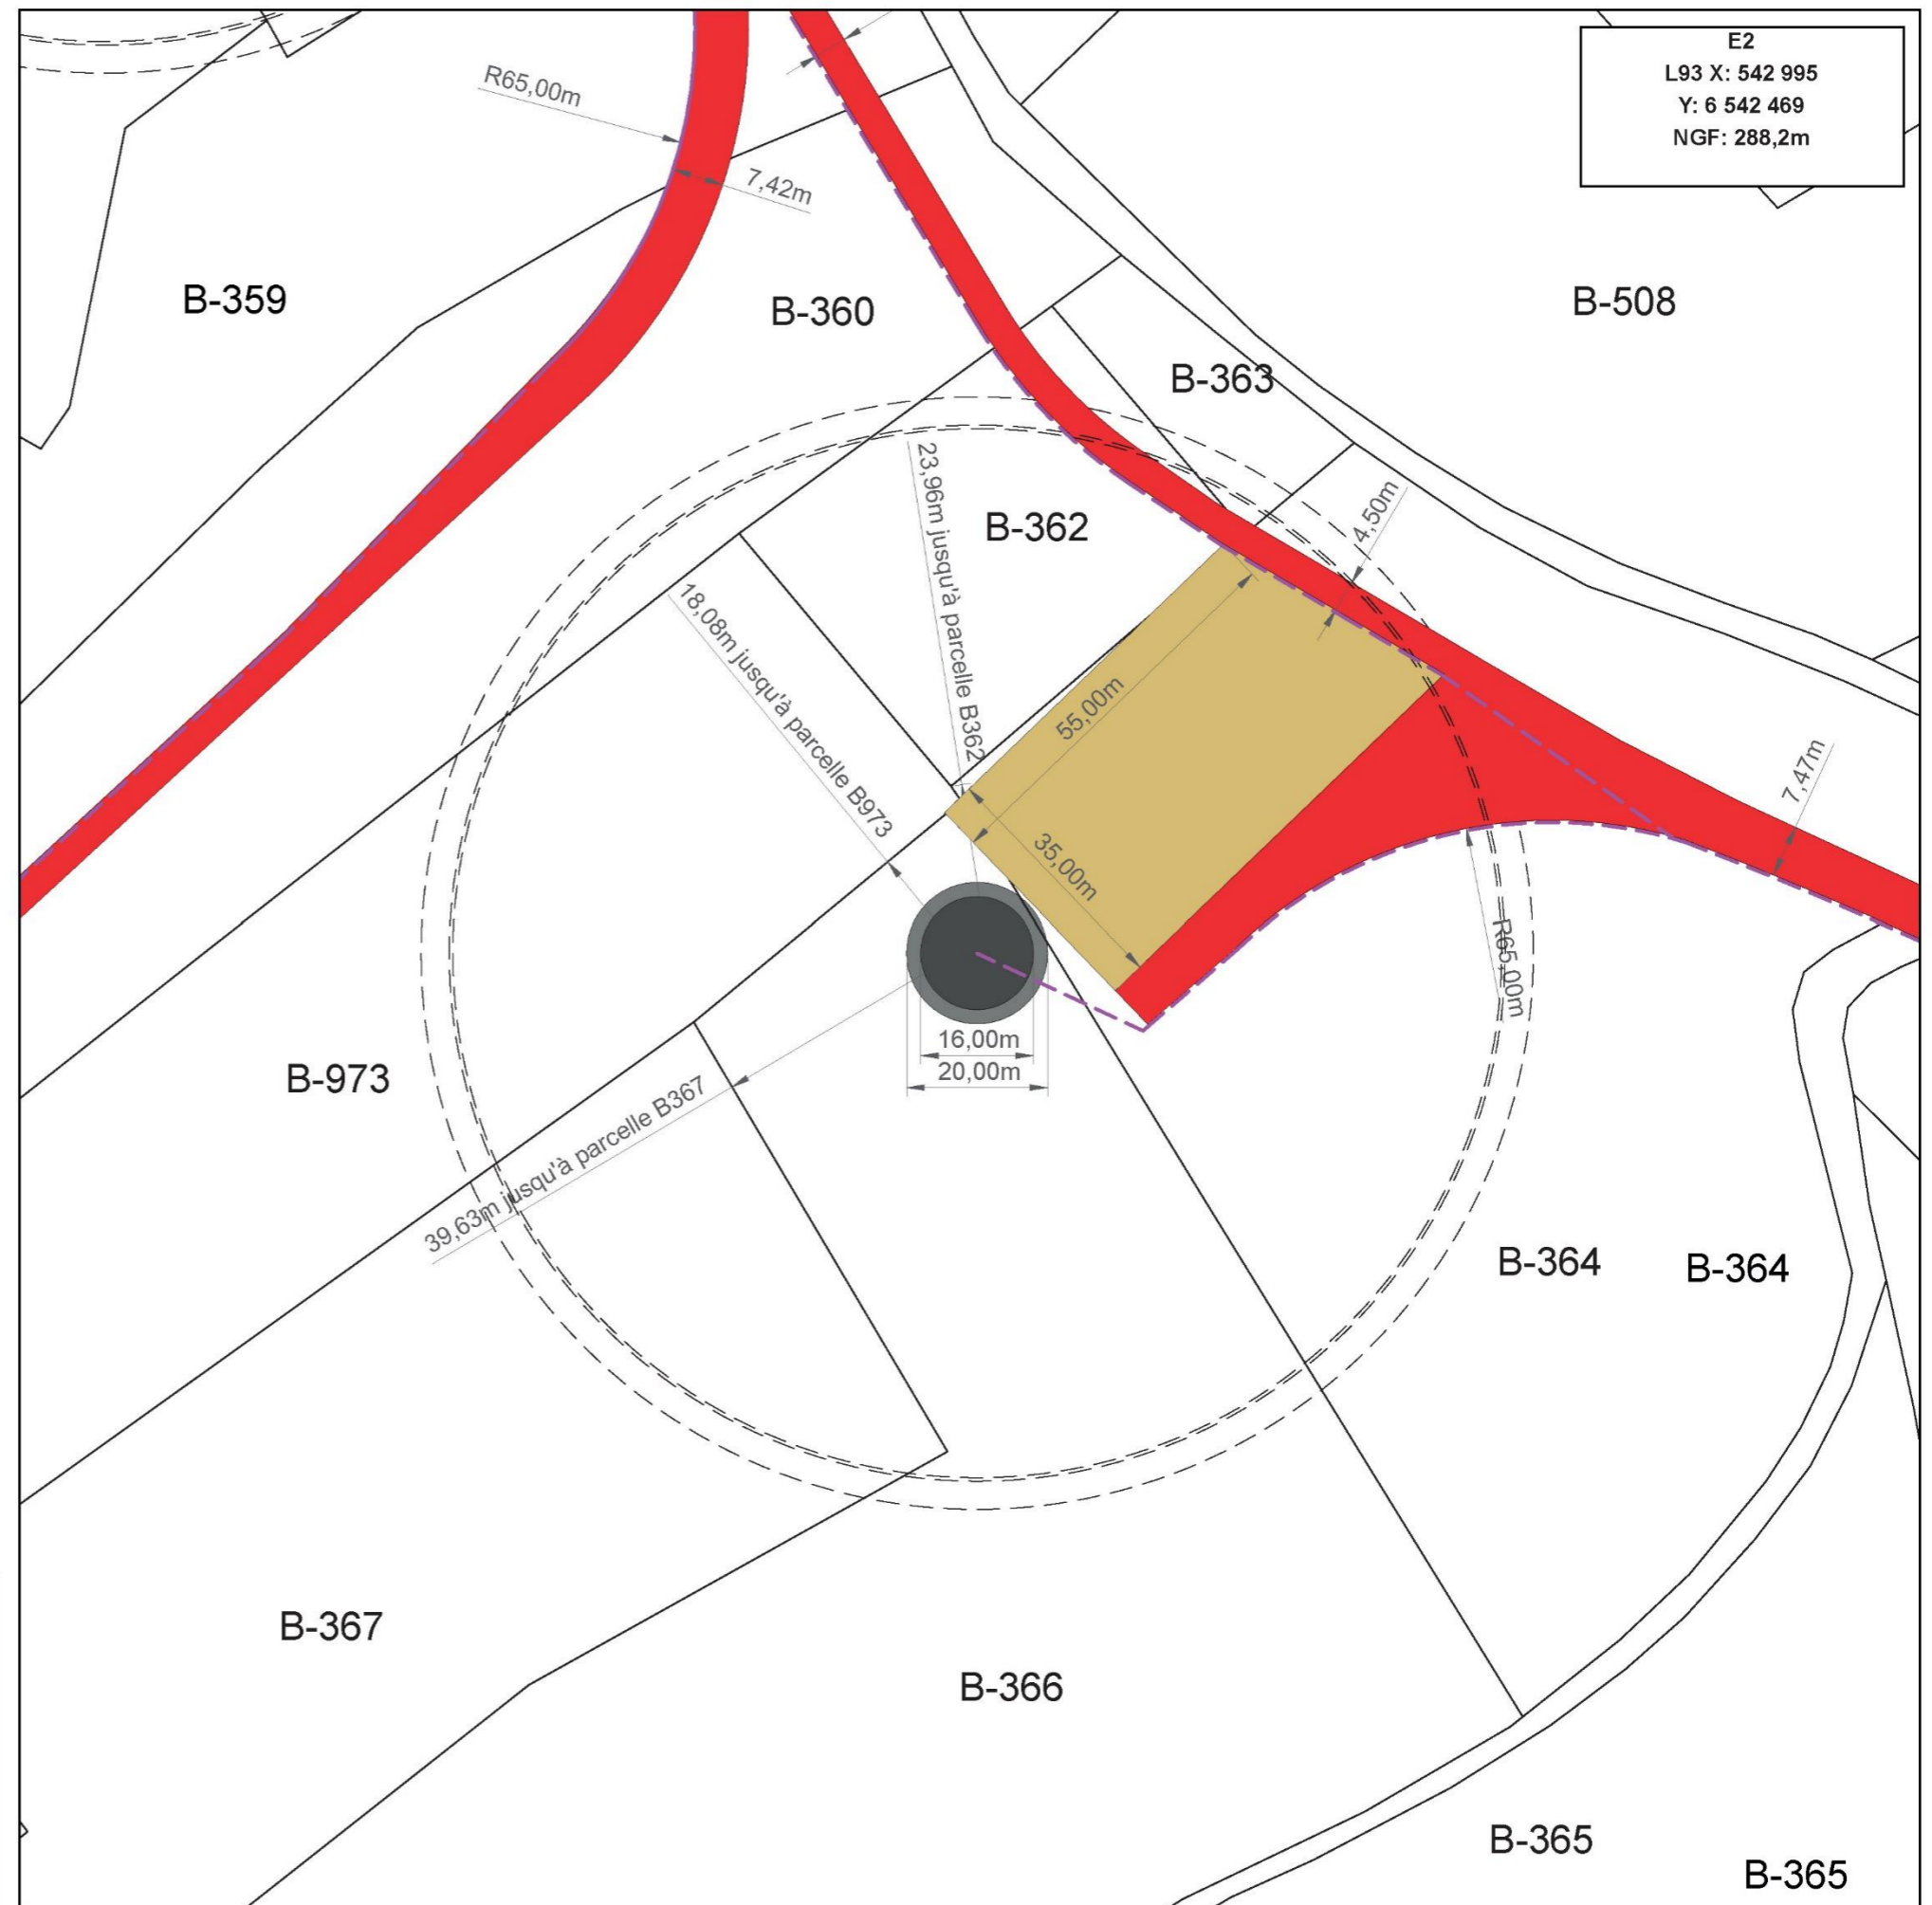 E2
L93 X: 542 995
Y: 6 542 469
NGF: 288,2m
R65,00m
7,42m
B-359
B-360
B-508
B-363
23,96m jusqu'à parcelle B362
B-362
4,50m
18,08m jusqu'à parcelle B973
55,00m
7,47m
35,00m
R65,00m
16,00m
20,00m
B-973
39,63m jusqu'à parcelle B367
B-364
B-364
B-367
B-366
B-365
B-365